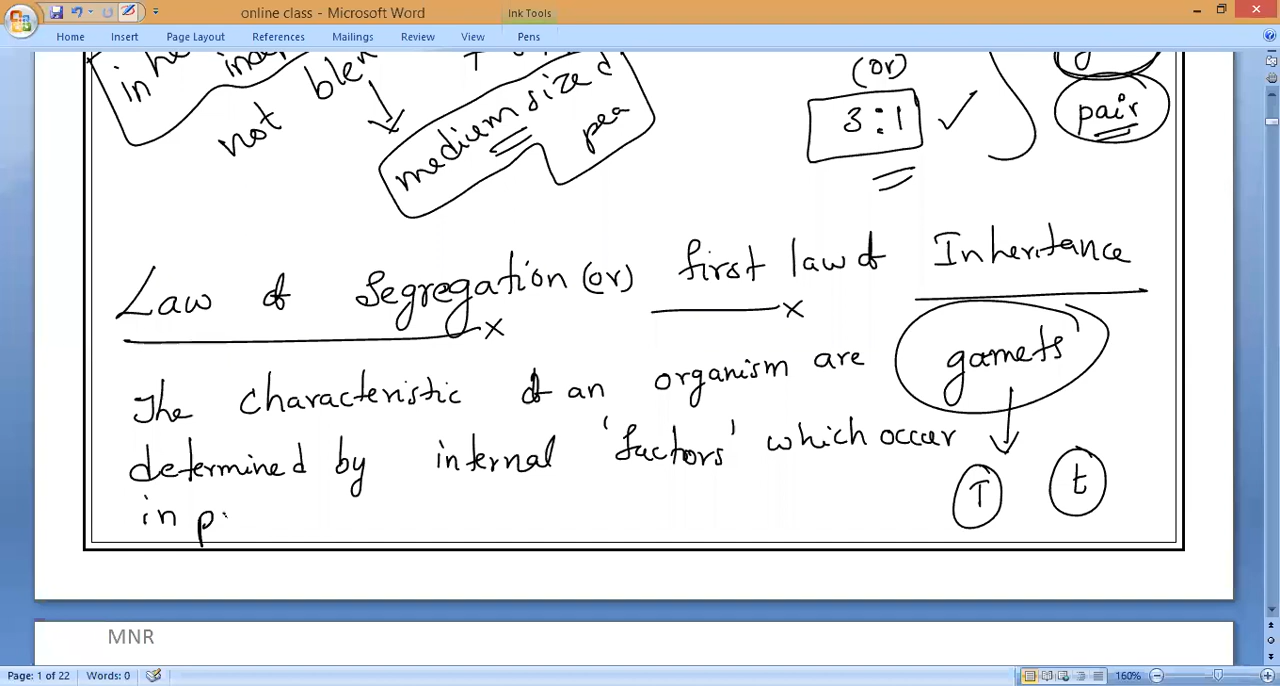 online class - Microsoft Word
Ink Tools
Home Insert Page Layout References Mailings Review View Pens
not
medium sized
pea
(or)
3:1
pair
Law of Segregation (or) first law of Inheritance
The characteristic of an organism are
gamets
determined by internal 'factors' which occur
T t
in p
MNR
Page: 1 of 22 Words: 0 160%